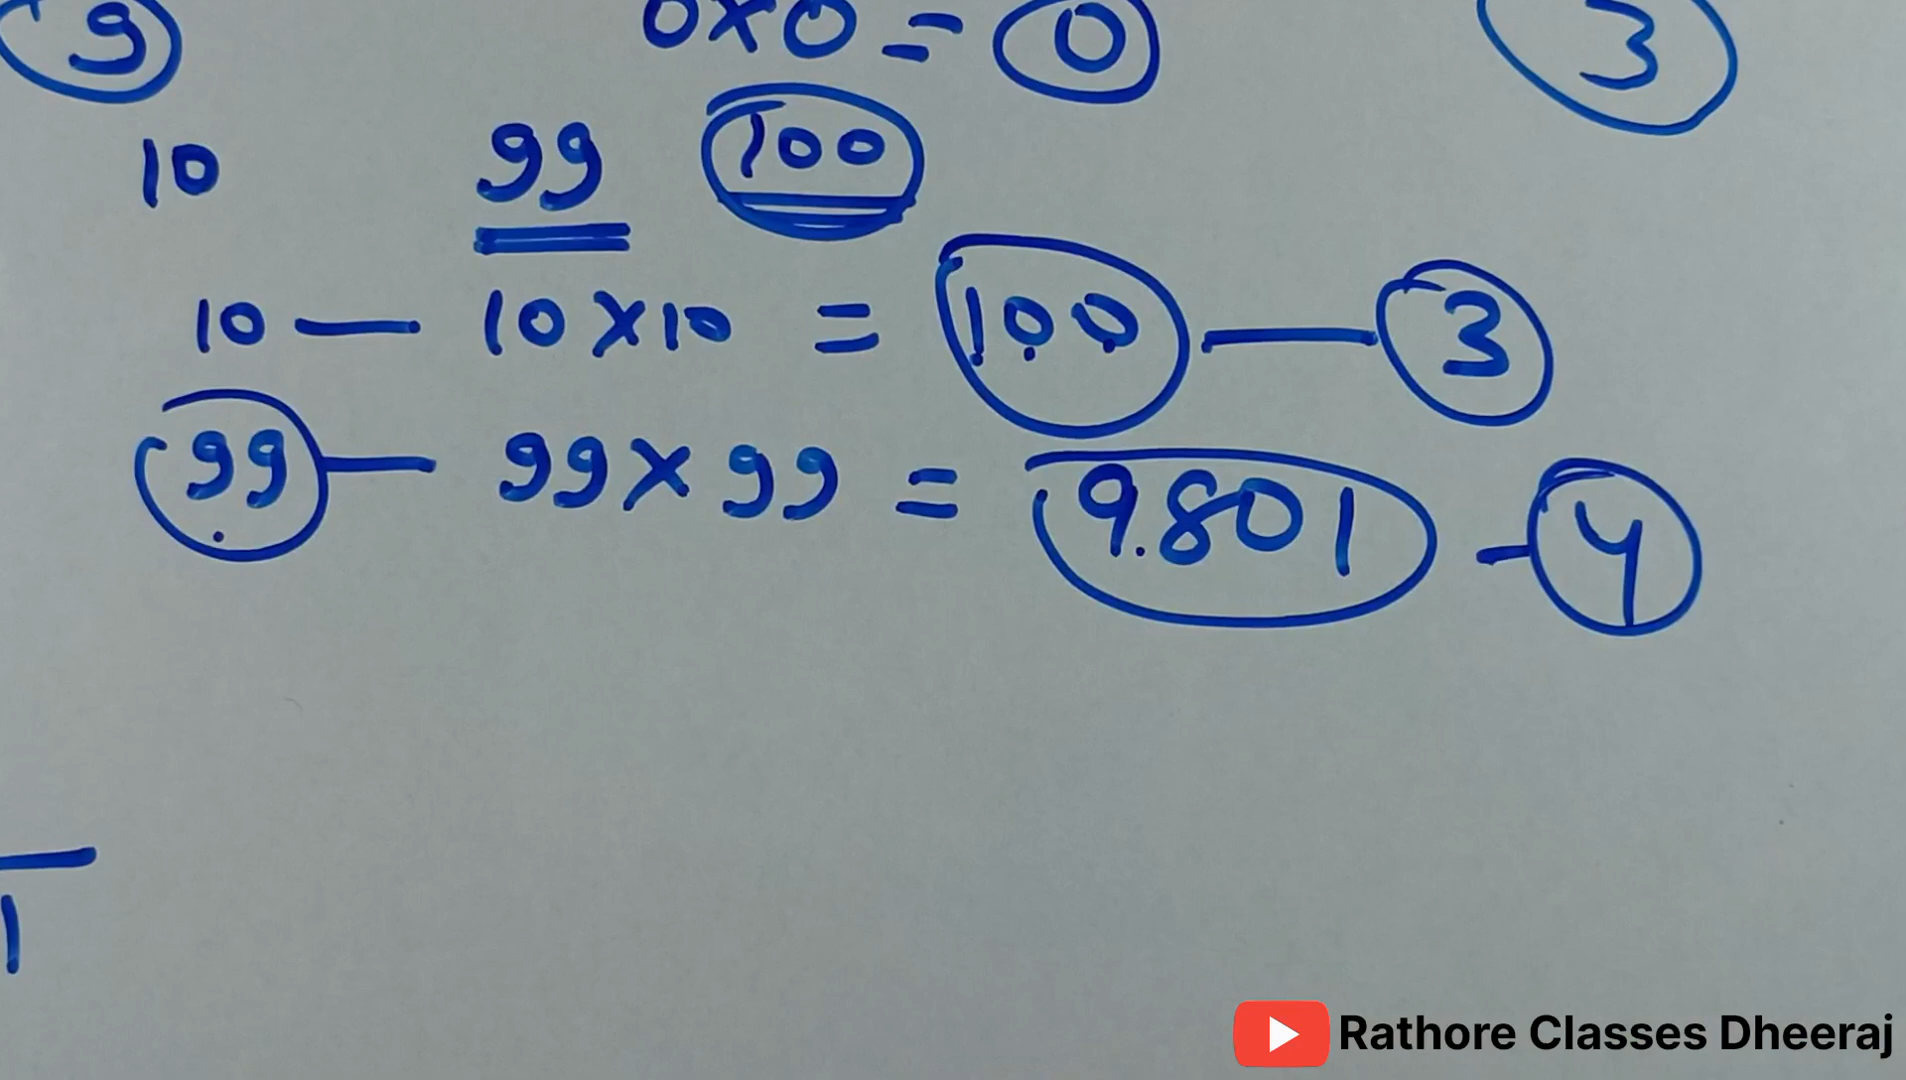 9 0×0 = 0 3
10 99 100
10 — 10×10 = 100 — 3
99 — 99×99 = 9.801 - 4
1
Rathore Classes Dheeraj